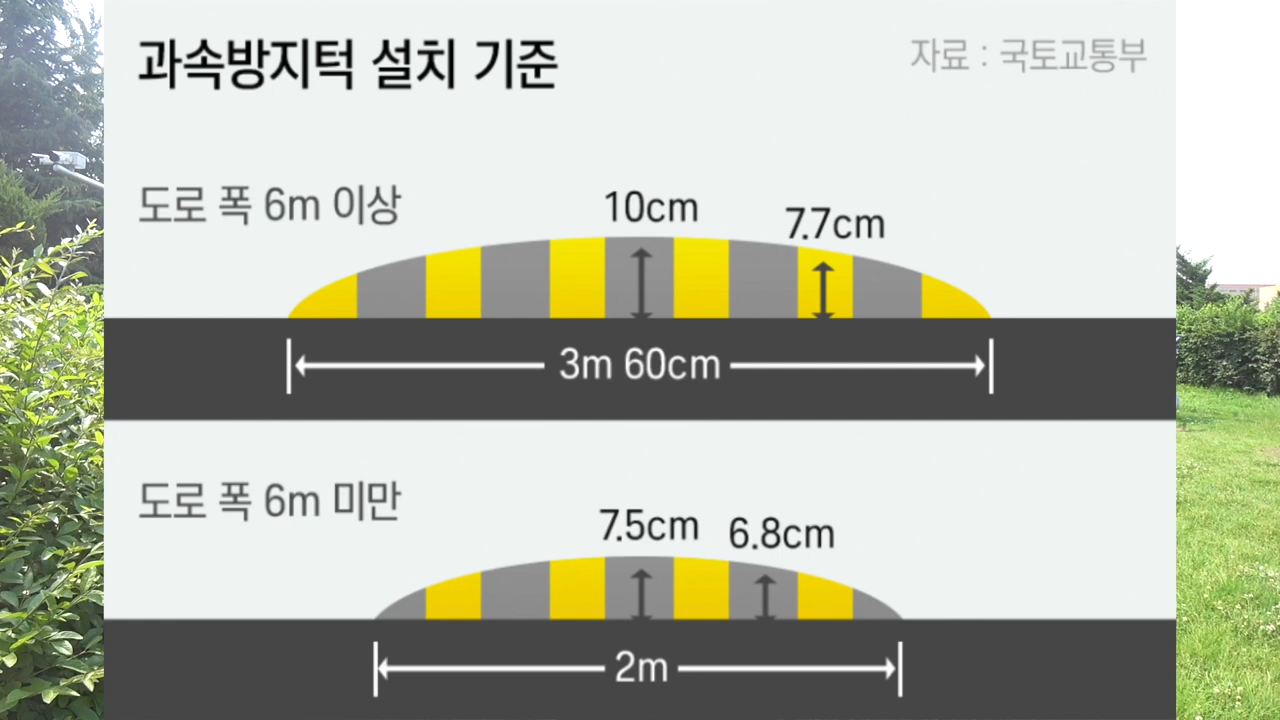 과속방지턱 설치 기준
자료 : 국토교통부
도로 폭 6m 이상
10cm
7.7cm
3m 60cm
도로 폭 6m 미만
7.5cm
6.8cm
2m